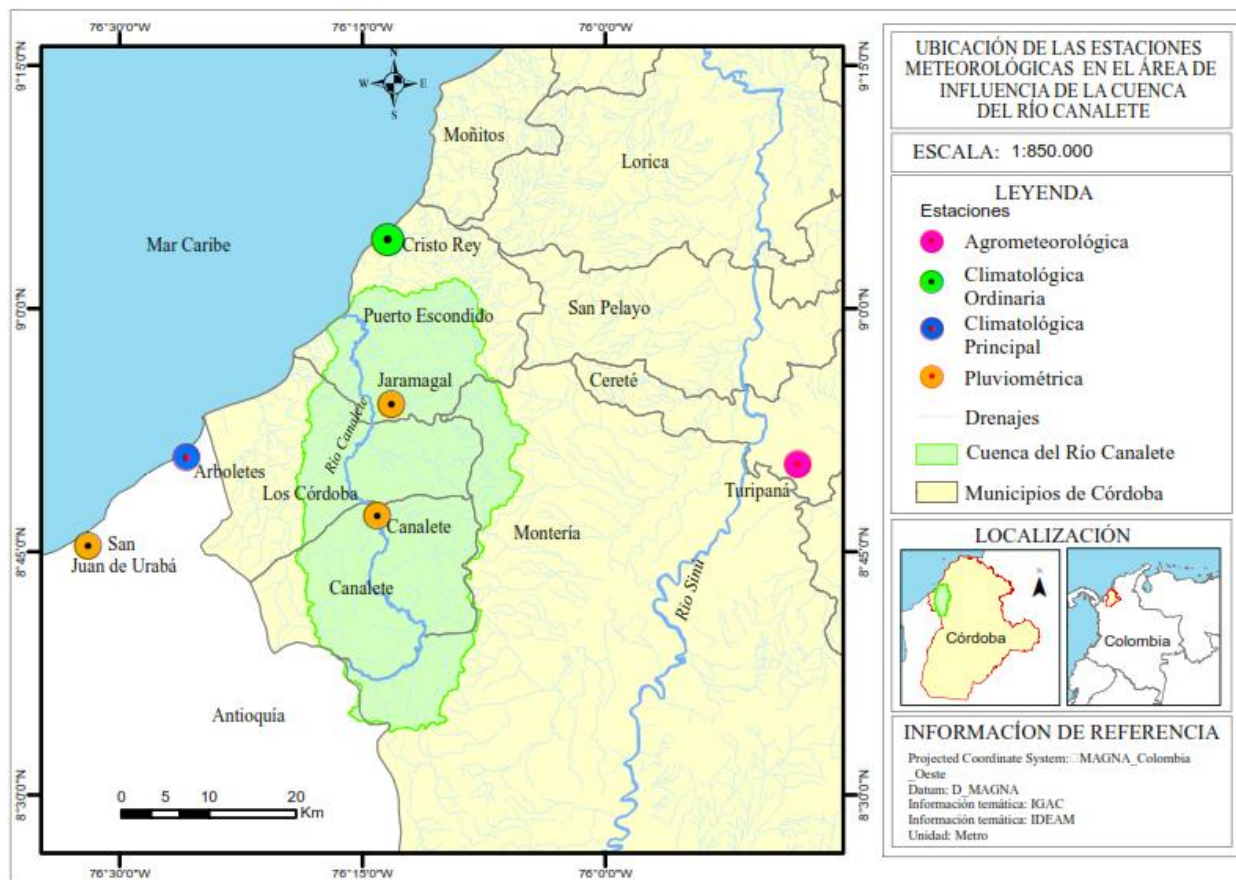 76°30'0"W
76°15'0"W
76°0'0"W
9°15'0"N
9°15'0"N
N
W
E
S
Moñitos
Lorica
Mar Caribe
Cristo Rey
9°0'0"N
9°0'0"N
Puerto Escondido
San Pelayo
Jaramagal
Cereté
Río Canalete
Arboletes
Los Córdoba
Turipaná
Canalete
Montería
San
Juan de Urabá
8°45'0"N
8°45'0"N
Canalete
Río Sinú
Antioquía
8°30'0"N
8°30'0"N
0 5 10 20
Km
76°30'0"W
76°15'0"W
76°0'0"W
UBICACIÓN DE LAS ESTACIONES
METEOROLÓGICAS EN EL ÁREA DE
INFLUENCIA DE LA CUENCA
DEL RÍO CANALETE
ESCALA: 1:850.000
LEYENDA
Estaciones
Agrometeorológica
Climatológica
Ordinaria
Climatológica
Principal
Pluviométrica
Drenajes
Cuenca del Río Canalete
Municipios de Córdoba
LOCALIZACIÓN
Córdoba
Colombia
INFORMACÍON DE REFERENCIA
Projected Coordinate System: MAGNA_Colombia
_Oeste
Datum: D_MAGNA
Información temática: IGAC
Información temática: IDEAM
Unidad: Metro